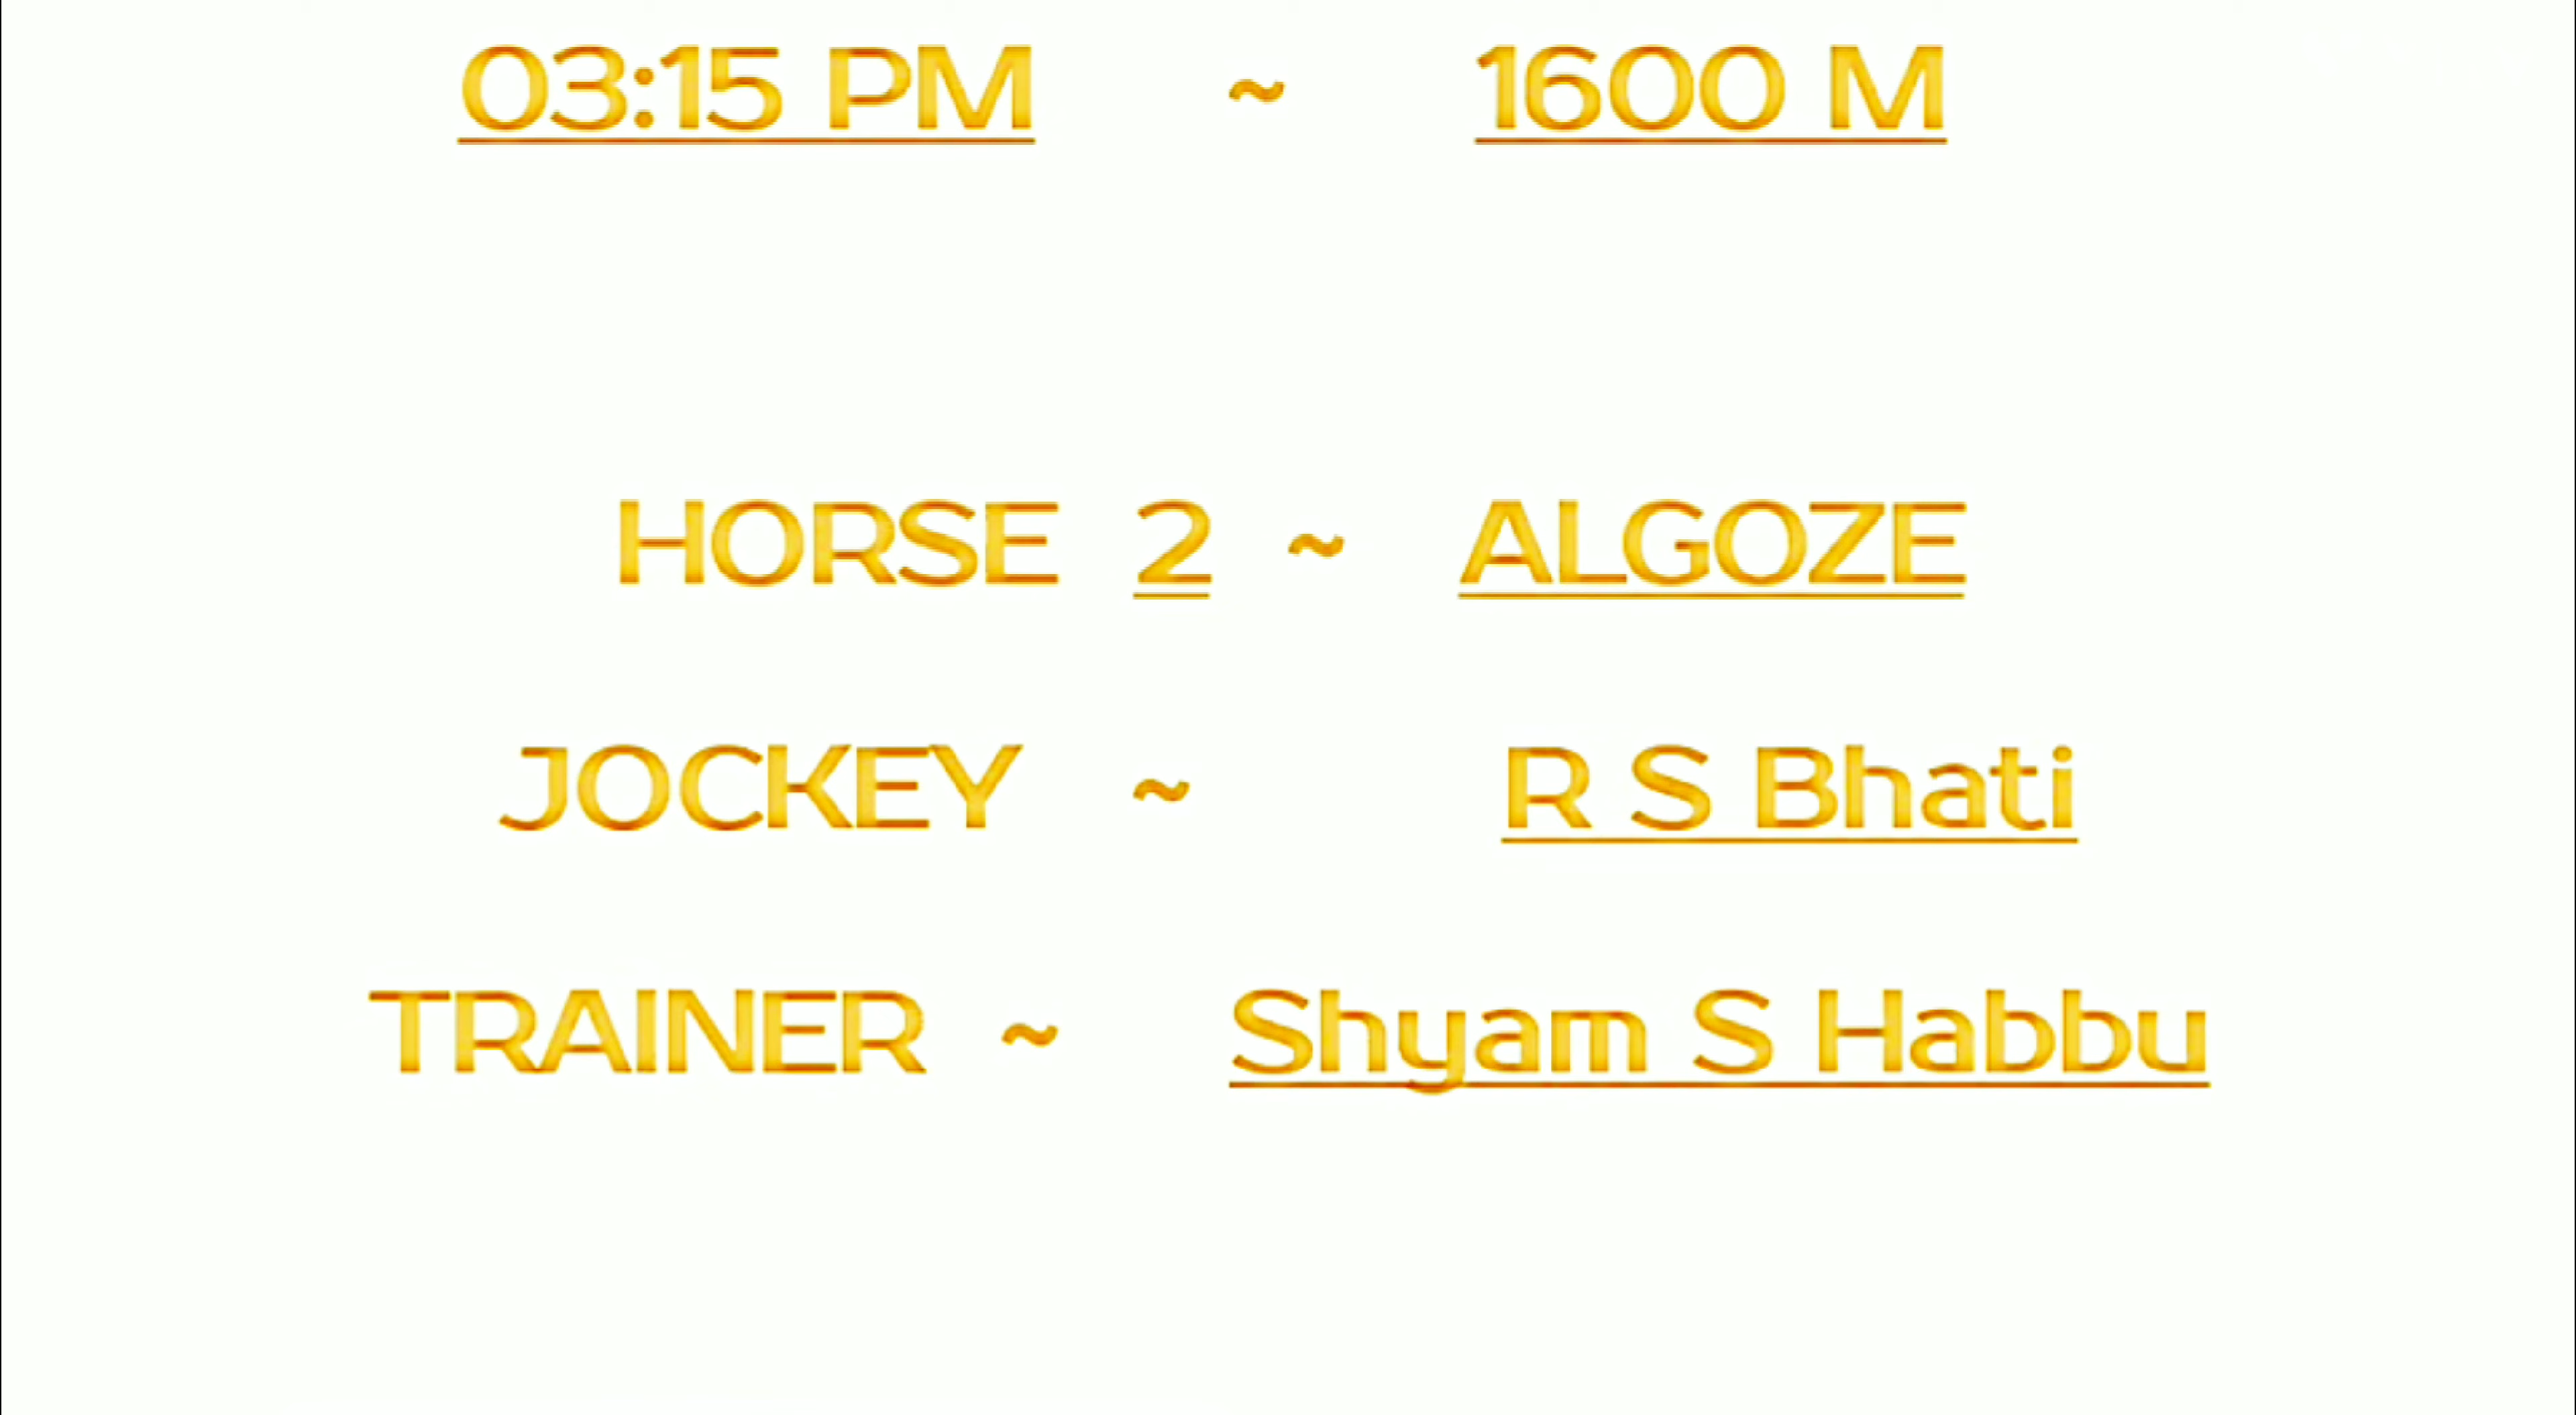 03:15 PM ~ 1600 M
HORSE 2 ~ ALGOZE
JOCKEY ~ R S Bhati
TRAINER ~ Shyam S Habbu